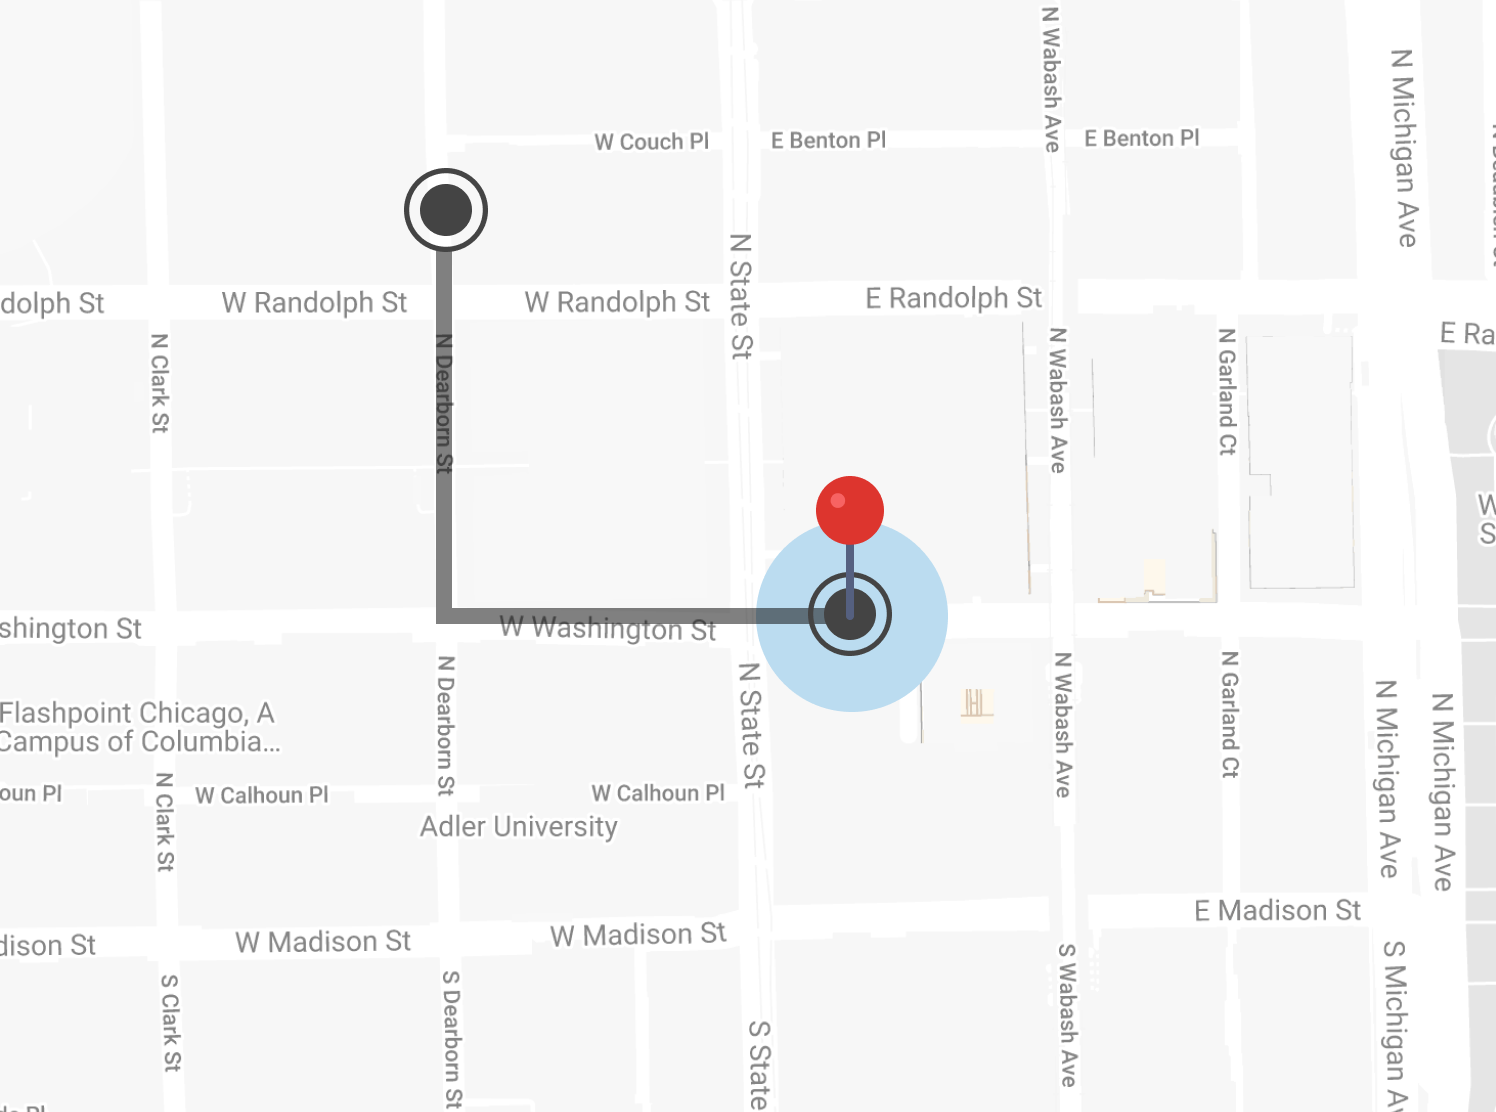 N Wabash Ave
N Michigan Ave
W Couch Pl
E Benton Pl
E Benton Pl
N State St
dolph St
W Randolph St
W Randolph St
E Randolph St
E Ra
N Clark St
N Dearborn St
N Wabash Ave
N Garland Ct
W
S
shington St
W Washington St
N Dearborn St
N State St
N Wabash Ave
N Garland Ct
N Michigan Ave
N Michigan Ave
Flashpoint Chicago, A
Campus of Columbia...
N Clark St
oun Pl
W Calhoun Pl
W Calhoun Pl
Adler University
dison St
W Madison St
W Madison St
E Madison St
S Clark St
S Dearborn St
S State
S Wabash Ave
S Michigan Av